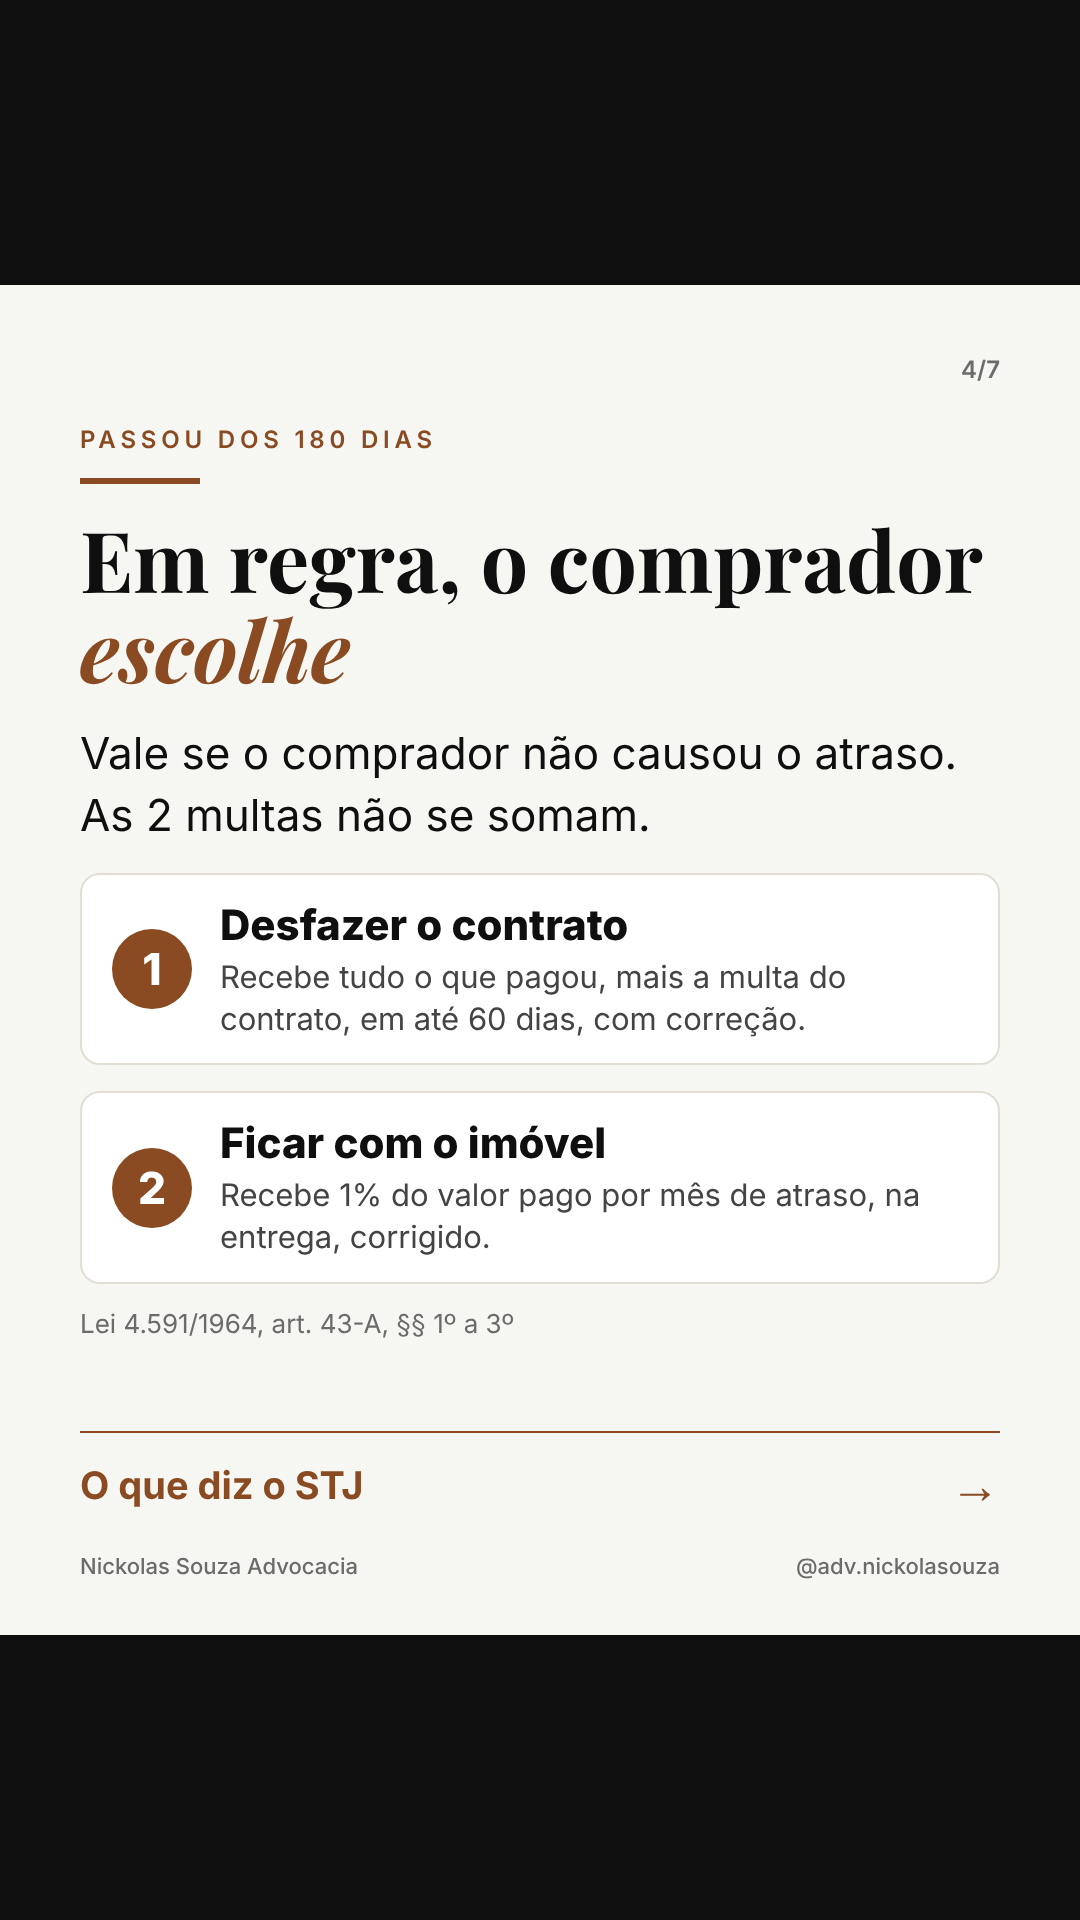 4/7
PASSOU DOS 180 DIAS
Em regra, o comprador
escolhe
Vale se o comprador não causou o atraso.
As 2 multas não se somam.
1
Desfazer o contrato
Recebe tudo o que pagou, mais a multa do
contrato, em até 60 dias, com correção.
2
Ficar com o imóvel
Recebe 1% do valor pago por mês de atraso, na
entrega, corrigido.
Lei 4.591/1964, art. 43-A, §§ 1º a 3º
O que diz o STJ →
Nickolas Souza Advocacia
@adv.nickolasouza